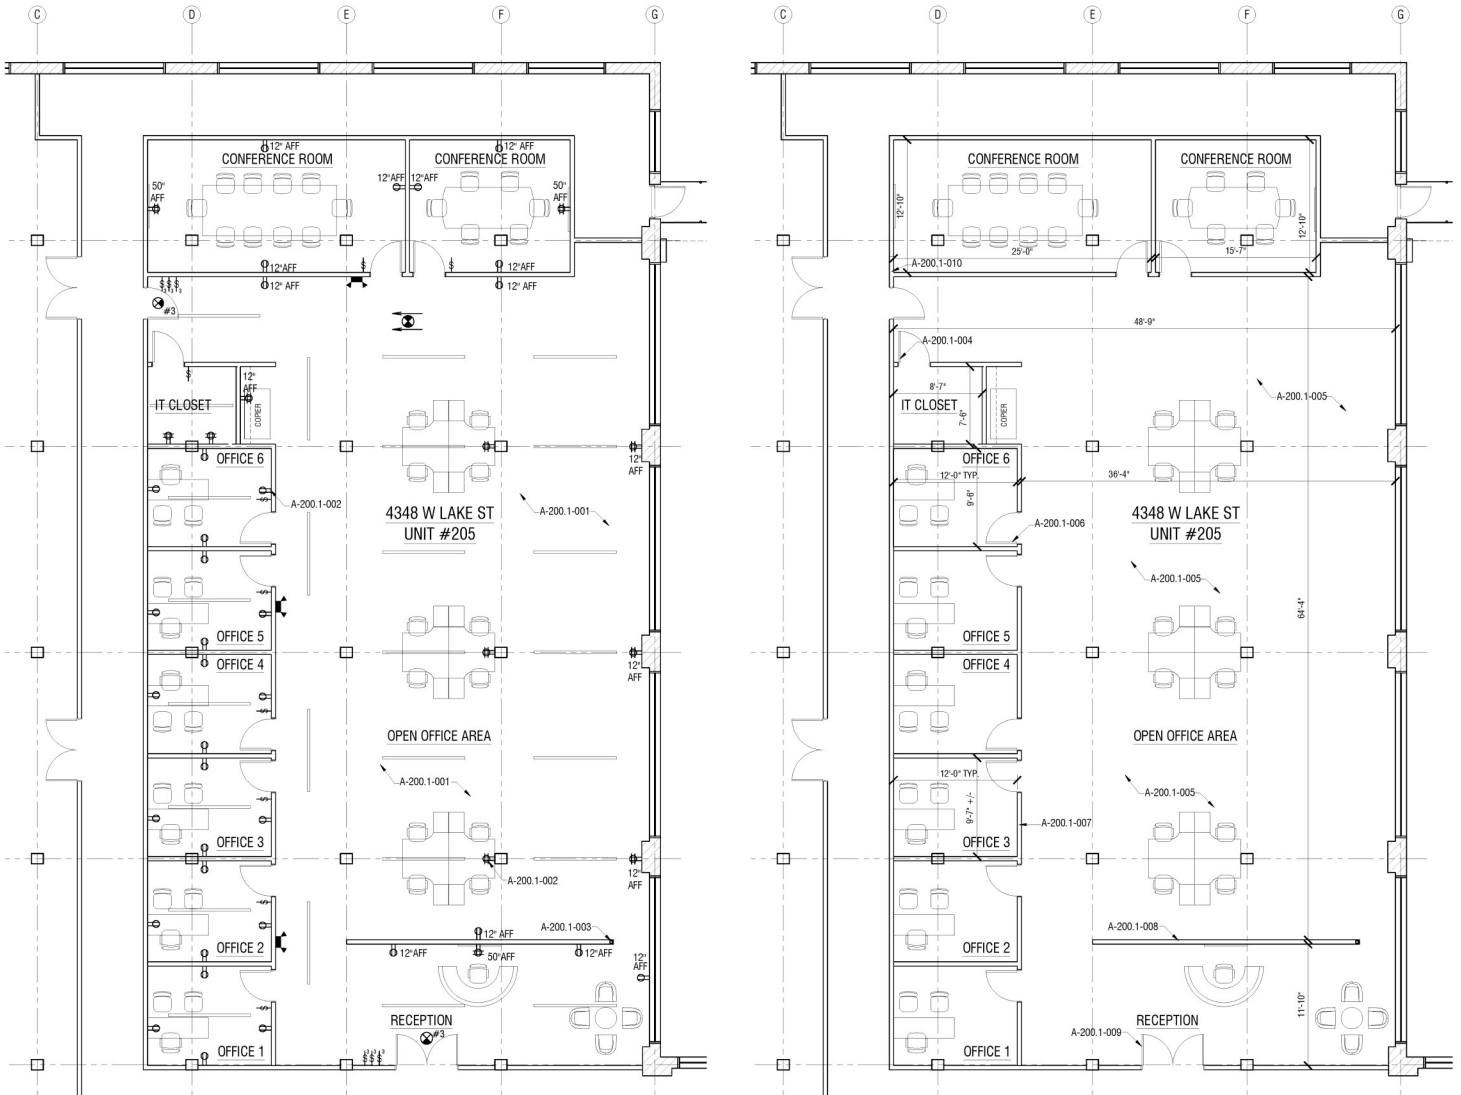 C D E F G C D E F G
12" AFF
12" AFF
CONFERENCE ROOM
CONFERENCE ROOM
12"AFF
12"AFF
50"
AFF
50"
AFF
12"AFF
12" AFF
$
$
12" AFF
12" AFF
$3 $3 $3
#3
$
12"
AFF
IT CLOSET
COPIER
OFFICE 6
12"
AFF
$
A-200.1-002
4348 W LAKE ST
UNIT #205
A-200.1-001
$
OFFICE 5
OFFICE 4
12"
AFF
$
OPEN OFFICE AREA
A-200.1-001
$
OFFICE 3
A-200.1-002
12"
AFF
$
OFFICE 2
12" AFF
A-200.1-003
12"AFF
50"AFF
12"AFF
12"
AFF
$
RECEPTION
#3
OFFICE 1
$3 $3 $3
CONFERENCE ROOM
CONFERENCE ROOM
12'-10"
12'-10"
25'-0"
15'-7"
A-200.1-010
48'-9"
A-200.1-004
8'-7"
A-200.1-005
IT CLOSET
7'-6"
COPIER
OFFICE 6
12'-0" TYP.
36'-4"
9'-6"
4348 W LAKE ST
UNIT #205
A-200.1-006
A-200.1-005
64'-4"
OFFICE 5
OFFICE 4
OPEN OFFICE AREA
12'-0" TYP.
9'-7" +/-
A-200.1-005
A-200.1-007
OFFICE 3
A-200.1-008
OFFICE 2
11'-10"
RECEPTION
A-200.1-009
OFFICE 1